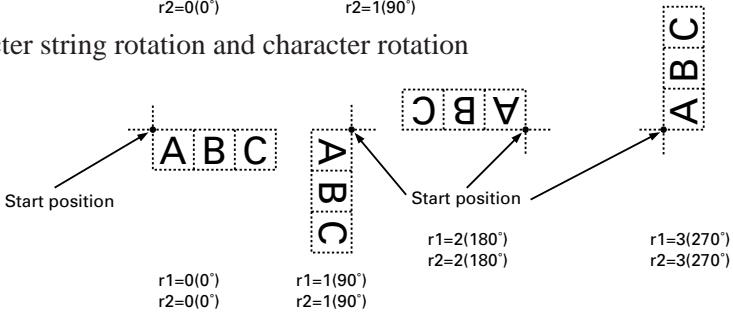 r2=0(0°) r2=1(90°)
cter string rotation and character rotation
A B C
A B C
A B C
A B C
Start position
Start position
r1=2(180°)
r2=2(180°)
r1=3(270°)
r2=3(270°)
r1=0(0°)
r2=0(0°)
r1=1(90°)
r2=1(90°)